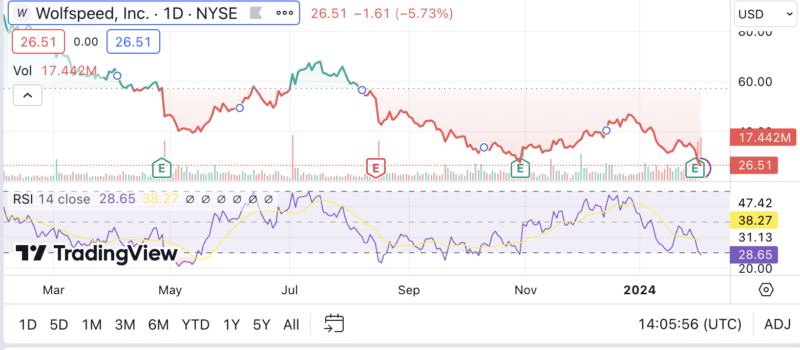 W Wolfspeed, Inc. · 1D · NYSE 26.51 −1.61 (−5.73%) USD
26.51 0.00 26.51
80.00
Vol 17.442M
60.00
40.00
17.442M
26.51
E E E E
RSI 14 close 28.65 38.27 ∅ ∅ ∅ ∅ ∅ ∅
47.42
38.27
31.13
28.65
20.00
TradingView
Mar May Jul Sep Nov 2024
1D 5D 1M 3M 6M YTD 1Y 5Y All 14:05:56 (UTC) ADJ